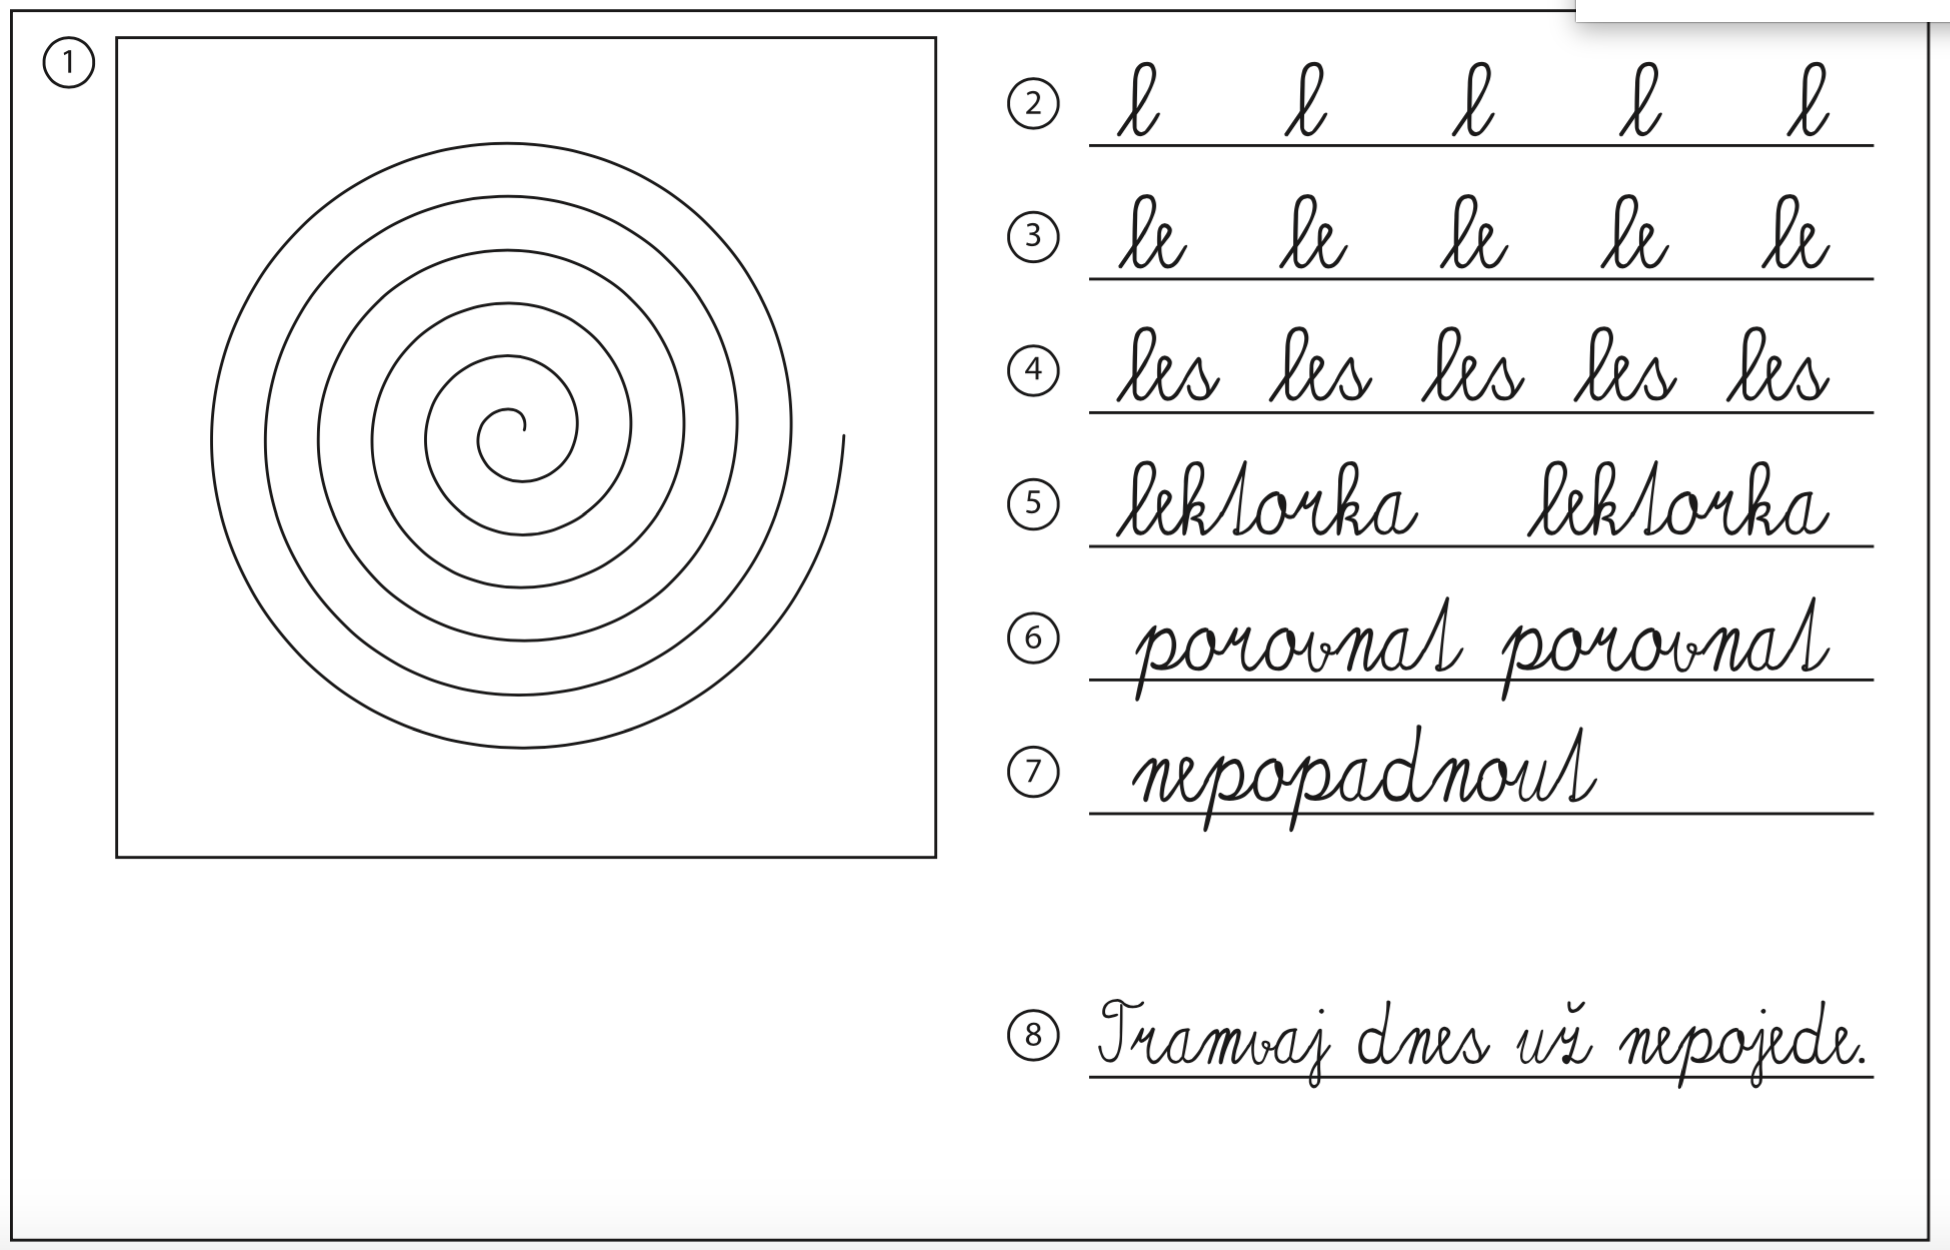 1
2 l l l l l
3 le le le le le
4 les les les les les
5 lektorka lektorka
6 porovnat porovnat
7 nepopadnout
8 Tramvaj dnes už nepojede.